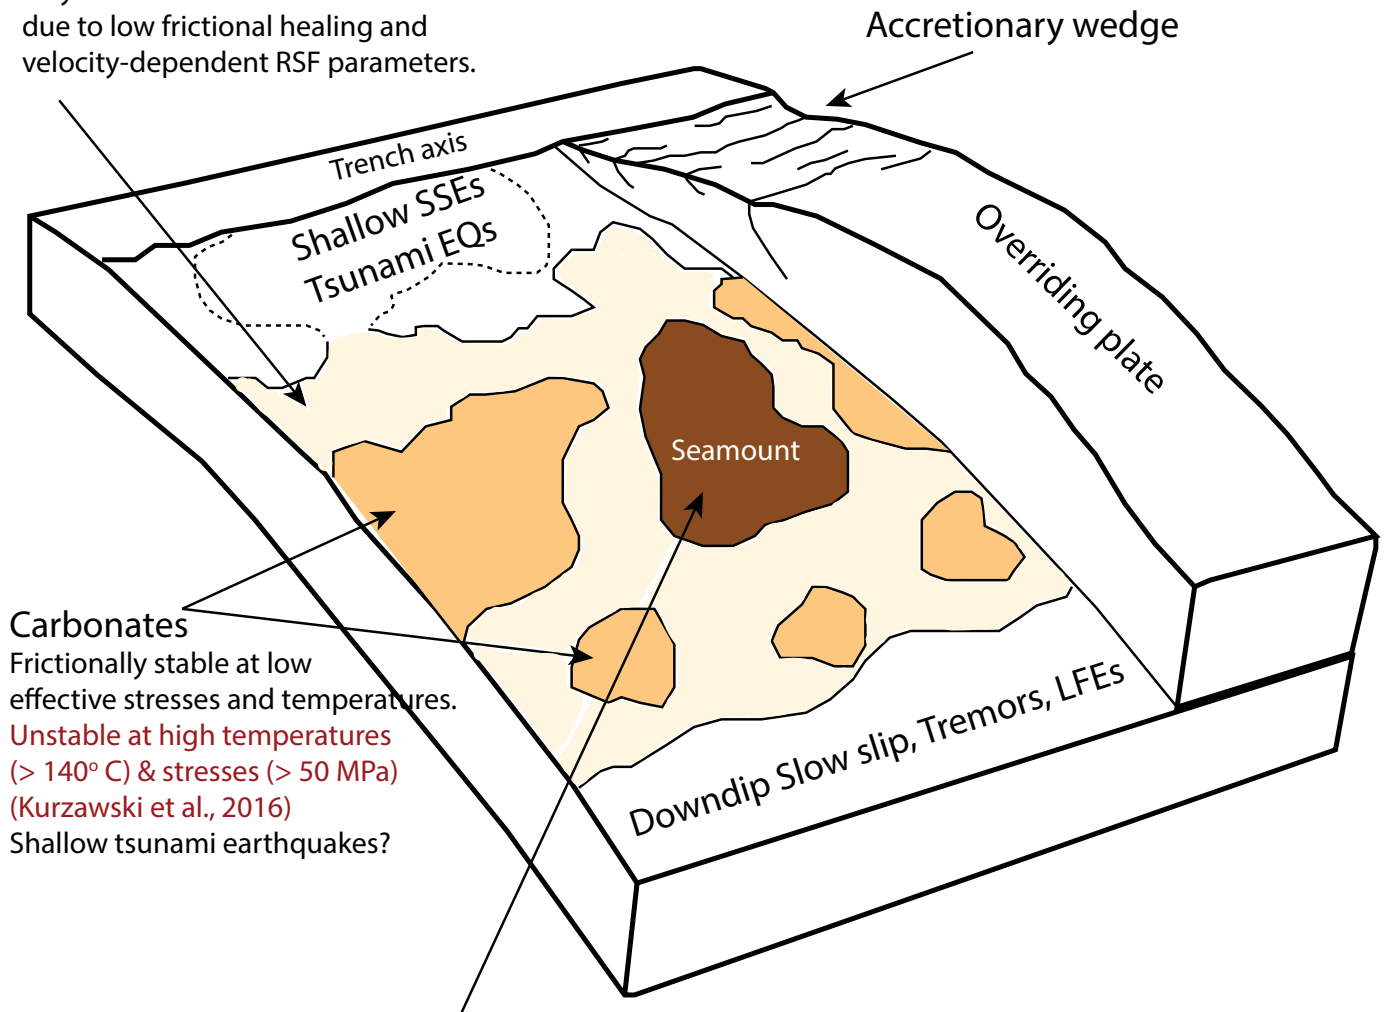 due to low frictional healing and
velocity-dependent RSF parameters.
Accretionary wedge
Trench axis
Shallow SSEs
Tsunami EQs
Overriding plate
Seamount
Carbonates
Frictionally stable at low
effective stresses and temperatures.
Unstable at high temperatures
(> 140º C) & stresses (> 50 MPa)
(Kurzawski et al., 2016)
Shallow tsunami earthquakes?
Downdip Slow slip, Tremors, LFEs